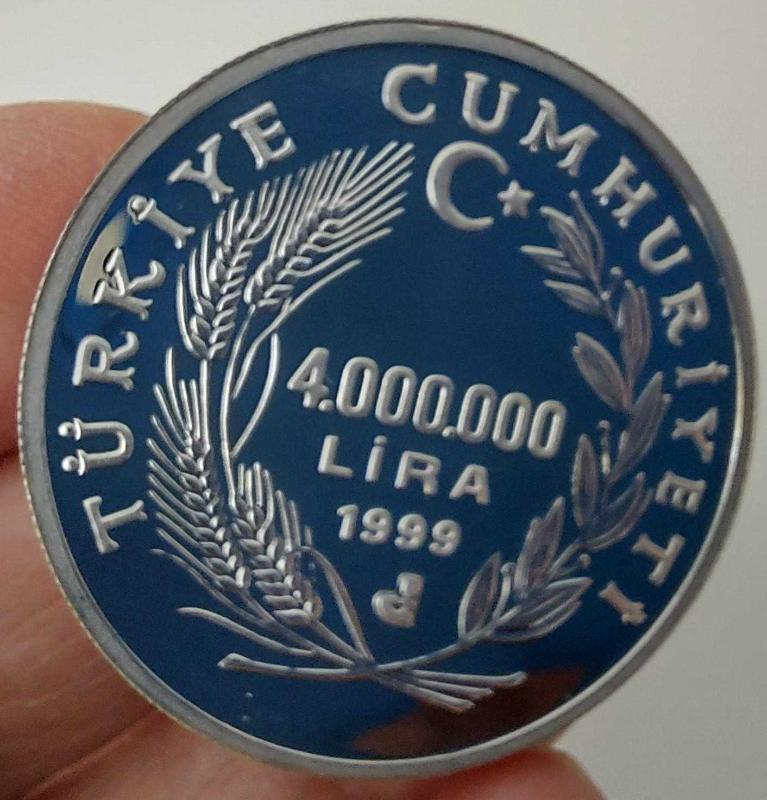 TÜRKİYE CUMHURİYETİ
4.000.000
LİRA
1999